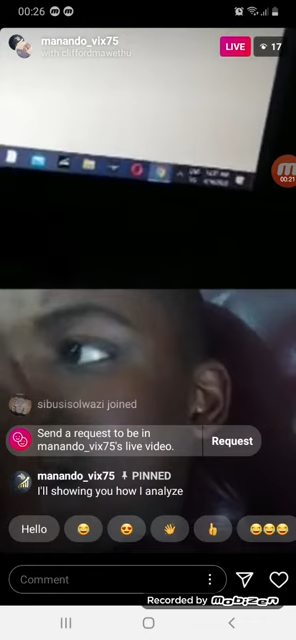 00:26
manando_vix75
with cliffordmawethu
LIVE
17
00:21
sibusisolwazi joined
Send a request to be in
manando_vix75's live video.
Request
manando_vix75 PINNED
I'll showing you how I analyze
Hello
Comment
Recorded by Mobizen